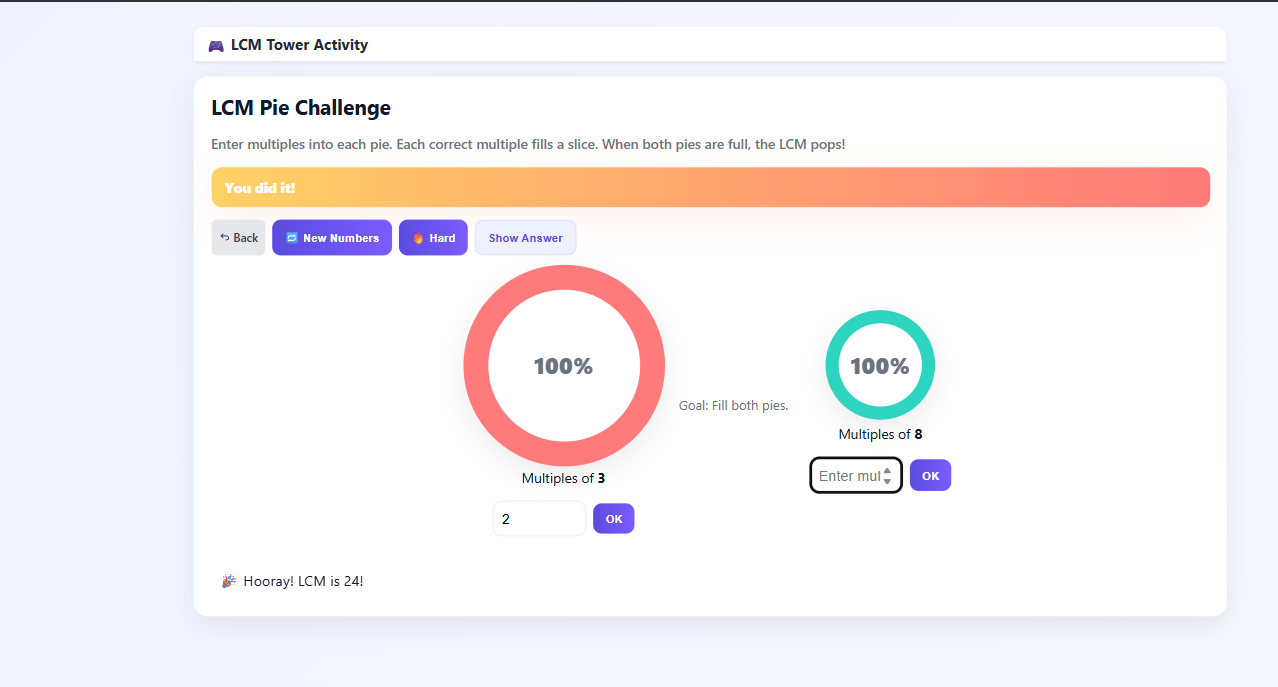 🎮 LCM Tower Activity
LCM Pie Challenge
Enter multiples into each pie. Each correct multiple fills a slice. When both pies are full, the LCM pops!
You did it!
Back
New Numbers
🔥 Hard
Show Answer
100%
Multiples of 3
2
OK
Goal: Fill both pies.
100%
Multiples of 8
Enter mul
OK
🎉 Hooray! LCM is 24!